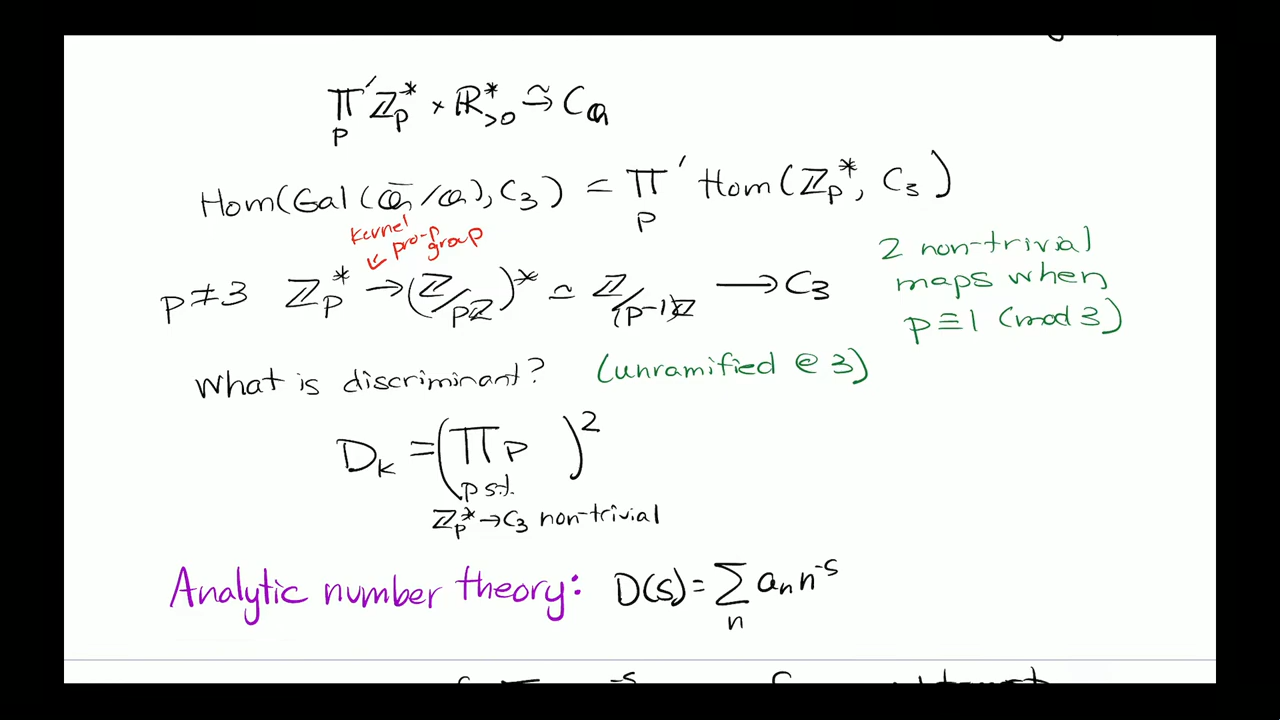 ∏'_p ℤ_p^* × ℝ^*_{>0} ⥲ C_ℚ
Hom(Gal(ℚ̄/ℚ), C_3) = ∏'_p Hom(ℤ_p^*, C_3)
kernel
pro-p
group
p≠3 ℤ_p^* → (ℤ/pℤ)^* ≃ ℤ/(p-1)ℤ ⟶ C_3
2 non-trivial
maps when
p≡1 (mod 3)
What is discriminant? (unramified @ 3)
D_K = (∏ p)^2
p s.t.
ℤ_p^* → C_3 non-trivial
Analytic number theory: D(s) = ∑_n a_n n^{-s}